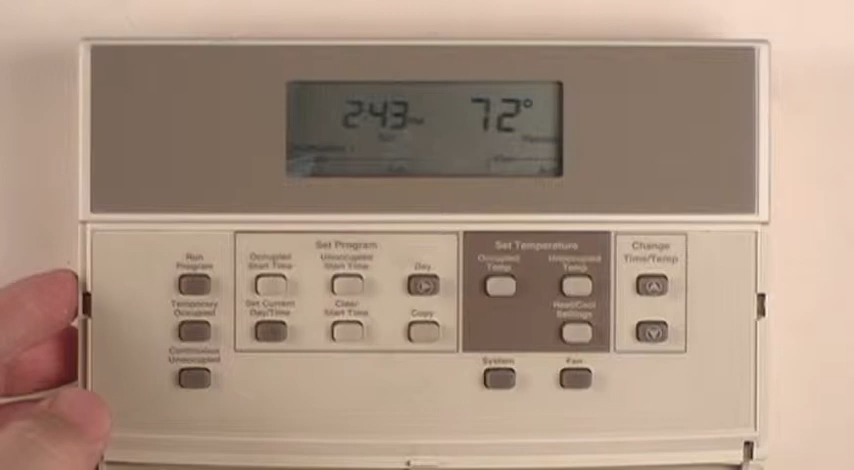 2:43 PM 72°
Set Program
Set Temperature
Change
Time/Temp
Run
Program
Occupied
Start Time
Unoccupied
Start Time
Day
Occupied
Temp
Unoccupied
Temp
Temporary
Occupied
Set Current
Day/Time
Clear
Start Time
Copy
Heat/Cool
Settings
Continuous
Unoccupied
System
Fan